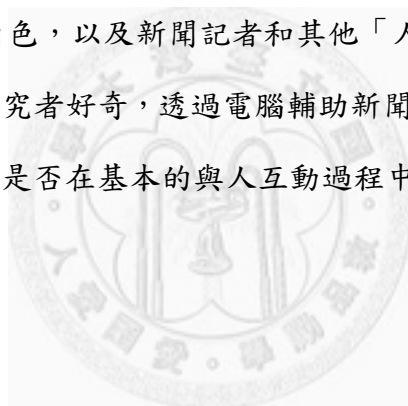 色，以及新聞記者和其他「人
究者好奇，透過電腦輔助新聞
是否在基本的與人互動過程中